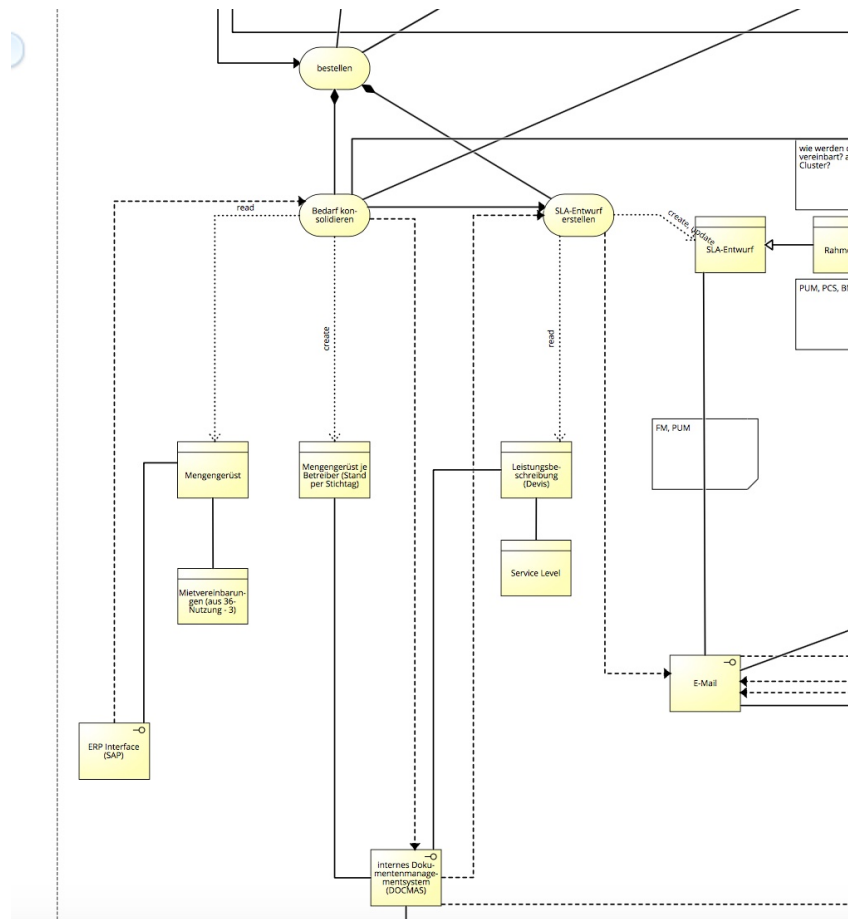 bestellen
wie werden
vereinbart?
Cluster?
read
Bedarf kon-
solidieren
SLA-Entwurf
erstellen
create, update
SLA-Entwurf
PUM, PCS,
create
read
FM, PUM
Mengengerüst
Mengengerüst je
Betreiber (Stand
per Stichtag)
Leistungsbe-
schreibung
(Devis)
Mietvereinbarun-
gen (aus 36-
Nutzung - 3)
Service Level
E-Mail
ERP Interface
(SAP)
internes Doku-
mentenmanage-
mentsystem
(DOCMAS)